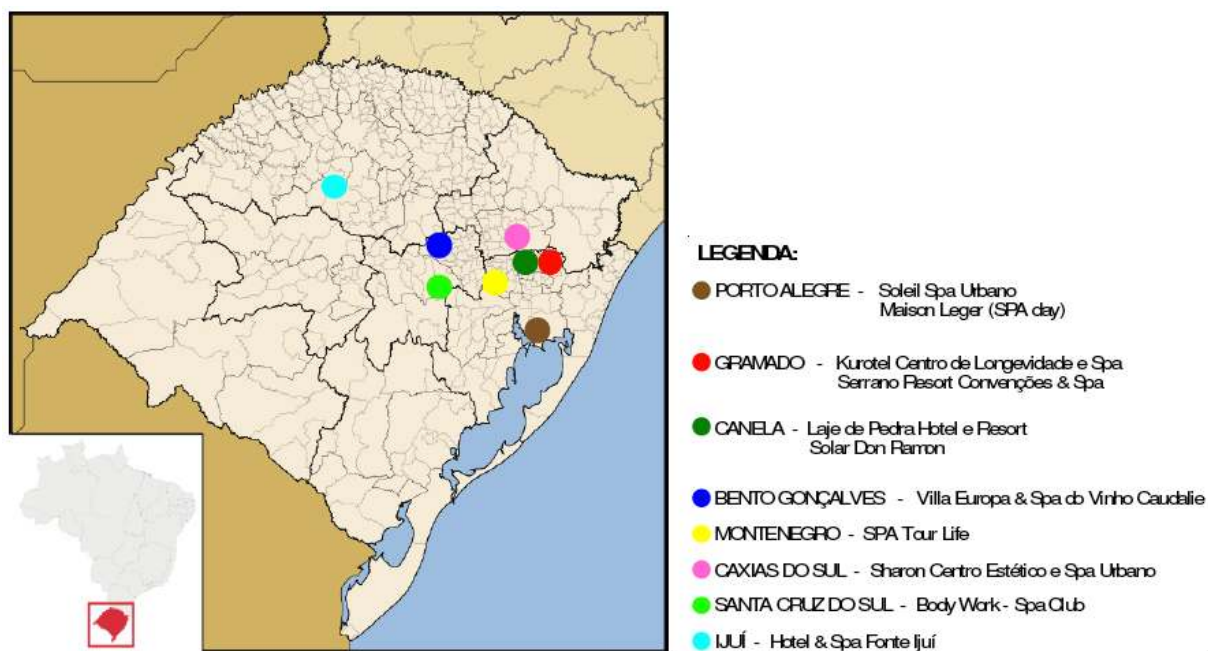 LEGENDA:
PORTO ALEGRE - Soleil Spa Urbano
Maison Leger (SPA day)
GRAMADO - Kurotel Centro de Longevidade e Spa
Serrano Resort Convenções & Spa
CANELA - Laje de Pedra Hotel e Resort
Solar Don Ramon
BENTO GONÇALVES - Villa Europa & Spa do Vinho Caudalie
MONTENEGRO - SPA Tour Life
CAXIAS DO SUL - Sharon Centro Estético e Spa Urbano
SANTA CRUZ DO SUL - Body Work - Spa Club
IJUÍ - Hotel & Spa Fonte Ijuí